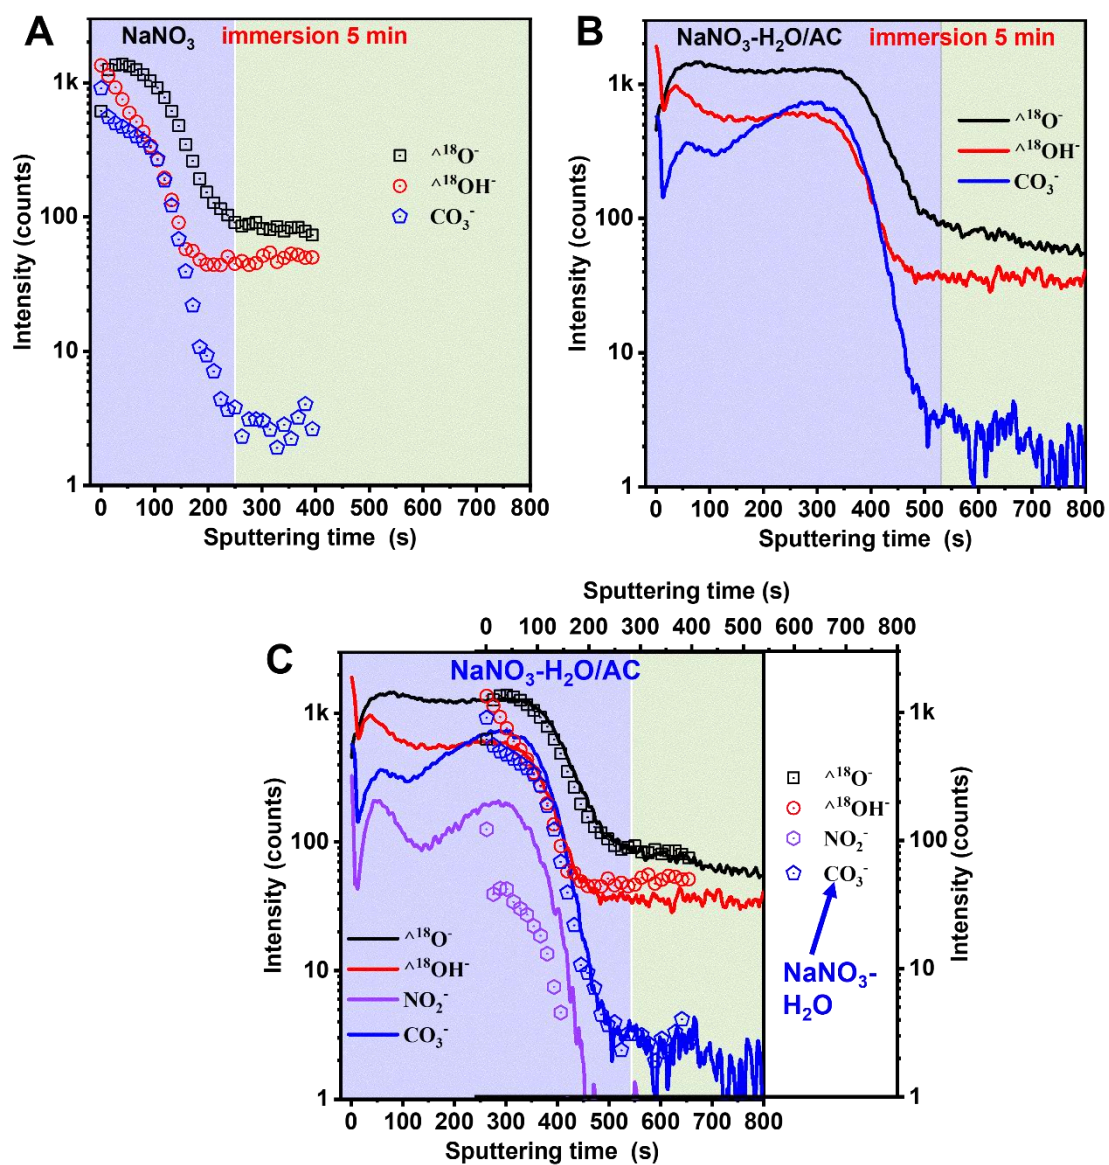 A
NaNO₃ immersion 5 min
^¹⁸O⁻
^¹⁸OH⁻
CO₃⁻
1k
100
10
1
Intensity (counts)
0 100 200 300 400 500 600 700 800
Sputtering time (s)
B
NaNO₃-H₂O/AC immersion 5 min
^¹⁸O⁻
^¹⁸OH⁻
CO₃⁻
1k
100
10
1
Intensity (counts)
0 100 200 300 400 500 600 700 800
Sputtering time (s)
Sputtering time (s)
0 100 200 300 400 500 600 700 800
C
NaNO₃-H₂O/AC
1k
100
10
1
Intensity (counts)
^¹⁸O⁻
^¹⁸OH⁻
NO₂⁻
CO₃⁻
^¹⁸O⁻
^¹⁸OH⁻
NO₂⁻
CO₃⁻
NaNO₃-
H₂O
1k
100
10
1
Intensity (counts)
0 100 200 300 400 500 600 700 800
Sputtering time (s)